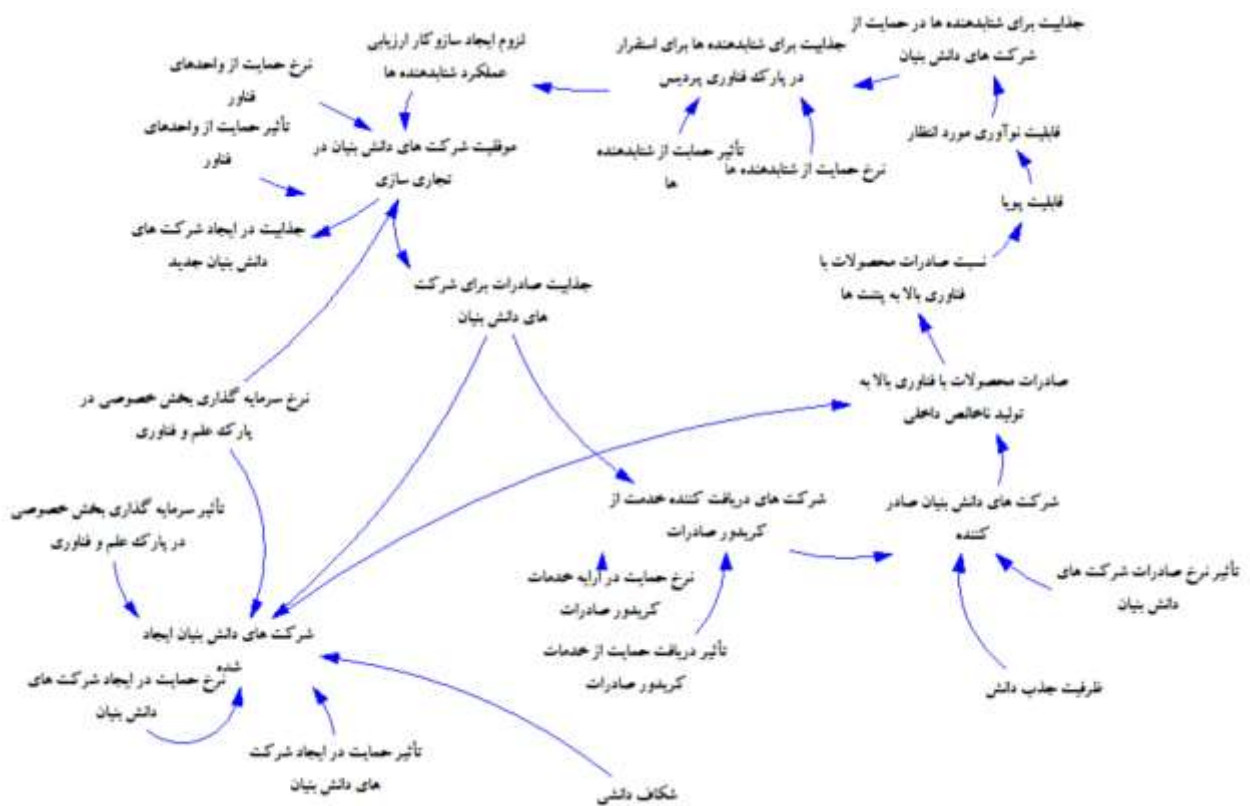 جذابیت برای شتابدهنده ها در حمایت از
شرکت های دانش بنیان
جذابیت برای شتابدهنده ها برای استقرار
در پارک فناوری پردیس
لزوم ایجاد سازوکار ارزیابی
عملکرد شتابدهنده ها
نرخ حمایت از واحدهای
فناور
تأثیر حمایت از واحدهای
فناور
قابلیت نوآوری مورد انتظار
تأثیر حمایت از شتابدهنده
ها
نرخ حمایت از شتابدهنده ها
موفقیت شرکت های دانش بنیان در
تجاری سازی
قابلیت پویا
جذابیت در ایجاد شرکت های
دانش بنیان جدید
نسبت صادرات محصولات با
فناوری بالا به پتنت ها
جذابیت صادرات برای شرکت
های دانش بنیان
صادرات محصولات با فناوری بالا به
تولید ناخالص داخلی
نرخ سرمایه گذاری بخش خصوصی در
پارک علم و فناوری
شرکت های دانش بنیان صادر
کننده
شرکت های دریافت کننده خدمت از
کریدور صادرات
تأثیر سرمایه گذاری بخش خصوصی
در پارک علم و فناوری
تأثیر نرخ صادرات شرکت های
دانش بنیان
نرخ حمایت در ارایه خدمات
کریدور صادرات
تأثیر دریافت حمایت از خدمات
کریدور صادرات
شرکت های دانش بنیان ایجاد
شده
نرخ حمایت در ایجاد شرکت های
دانش بنیان
ظرفیت جذب دانش
تأثیر حمایت در ایجاد شرکت
های دانش بنیان
شکاف دانشی